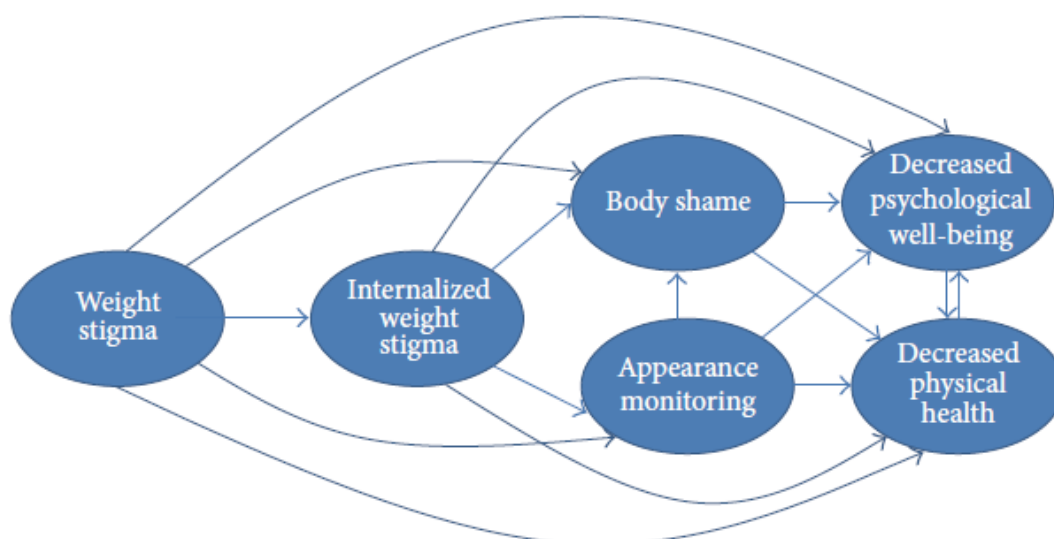 Weight
stigma
Internalized
weight
stigma
Body shame
Appearance
monitoring
Decreased
psychological
well-being
Decreased
physical
health